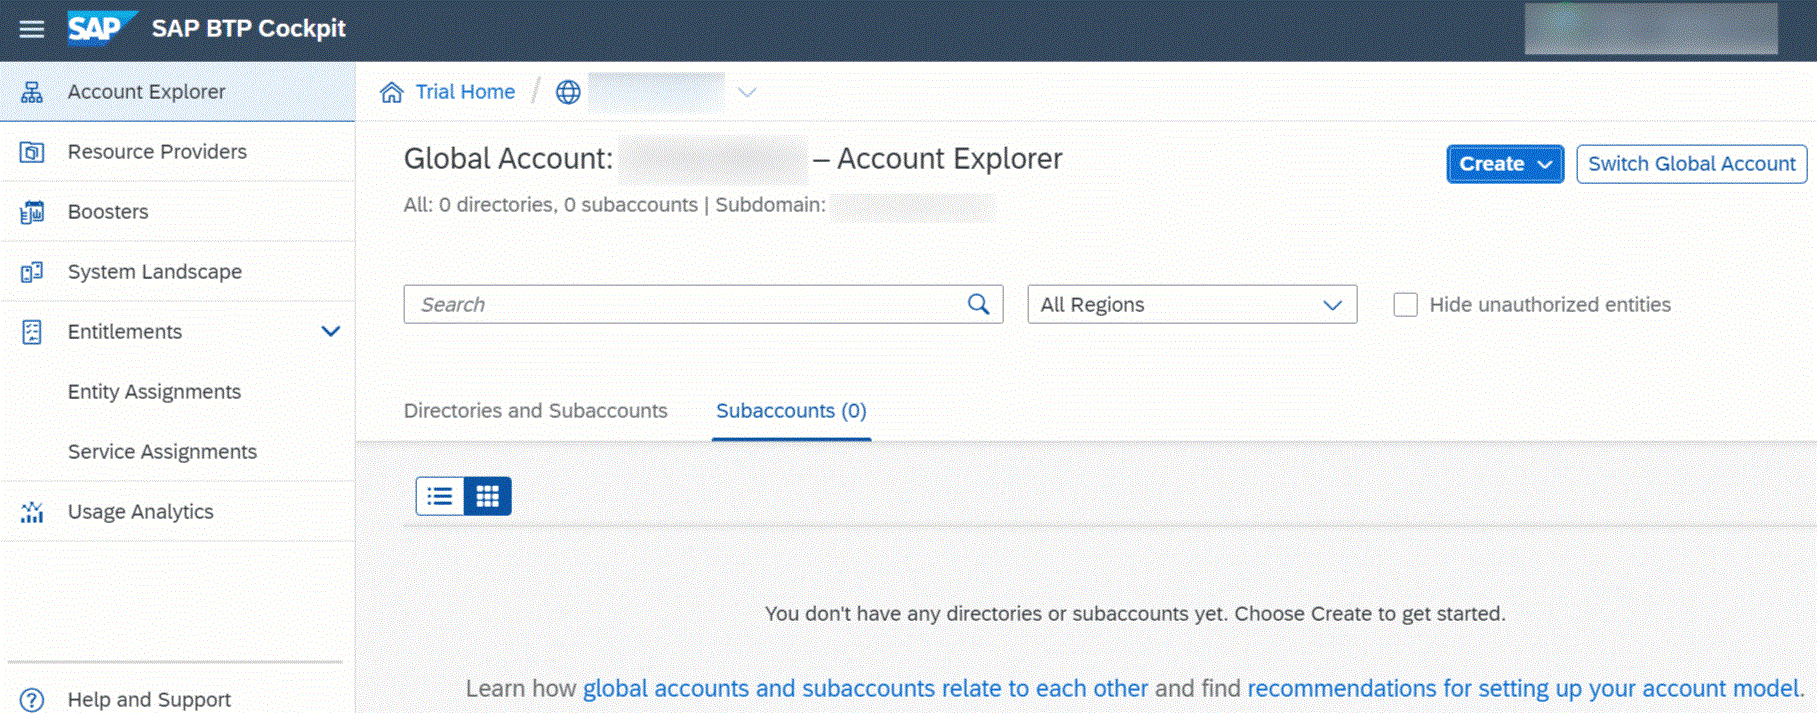 SAP SAP BTP Cockpit
Account Explorer
Resource Providers
Boosters
System Landscape
Entitlements
Entity Assignments
Service Assignments
Usage Analytics
Help and Support
Trial Home /
Global Account: – Account Explorer
Create
Switch Global Account
All: 0 directories, 0 subaccounts | Subdomain:
Search
All Regions
Hide unauthorized entities
Directories and Subaccounts
Subaccounts (0)
You don't have any directories or subaccounts yet. Choose Create to get started.
Learn how global accounts and subaccounts relate to each other and find recommendations for setting up your account model.